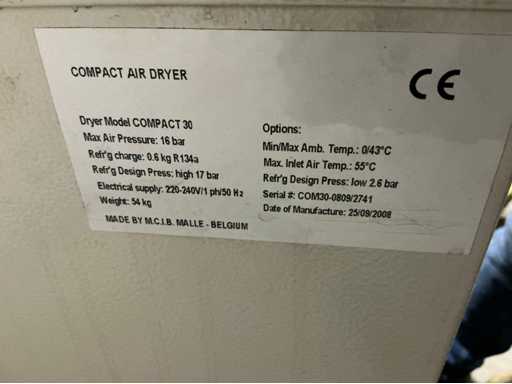 COMPACT AIR DRYER
CE
Dryer Model COMPACT 30
Max Air Pressure: 16 bar
Refr'g charge: 0.6 kg R134a
Refr'g Design Press: high 17 bar
Electrical supply: 220-240V/1 ph/50 Hz
Weight: 54 kg
MADE BY M.C.I.B. MALLE - BELGIUM
Options:
Min/Max Amb. Temp.: 0/43°C
Max. Inlet Air Temp.: 55°C
Refr'g Design Press: low 2.6 bar
Serial #: COM30-0809/2741
Date of Manufacture: 25/09/2008